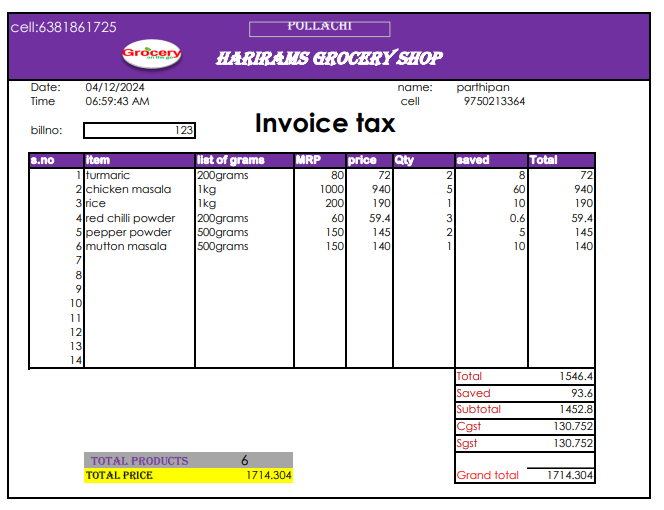 cell:6381861725 POLLACHI
Grocery
on the go
HARIRAMS GROCERY SHOP
Date: 04/12/2024 name: parthipan
Time 06:59:43 AM cell 9750213364
billno: 123 Invoice tax
s.no item list of grams MRP price Qty saved Total
1 turmaric 200grams 80 72 2 8 72
2 chicken masala 1kg 1000 940 5 60 940
3 rice 1kg 200 190 1 10 190
4 red chilli powder 200grams 60 59.4 3 0.6 59.4
5 pepper powder 500grams 150 145 2 5 145
6 mutton masala 500grams 150 140 1 10 140
7
8
9
10
11
12
13
14
Total 1546.4
Saved 93.6
Subtotal 1452.8
Cgst 130.752
Sgst 130.752
TOTAL PRODUCTS 6
TOTAL PRICE 1714.304 Grand total 1714.304